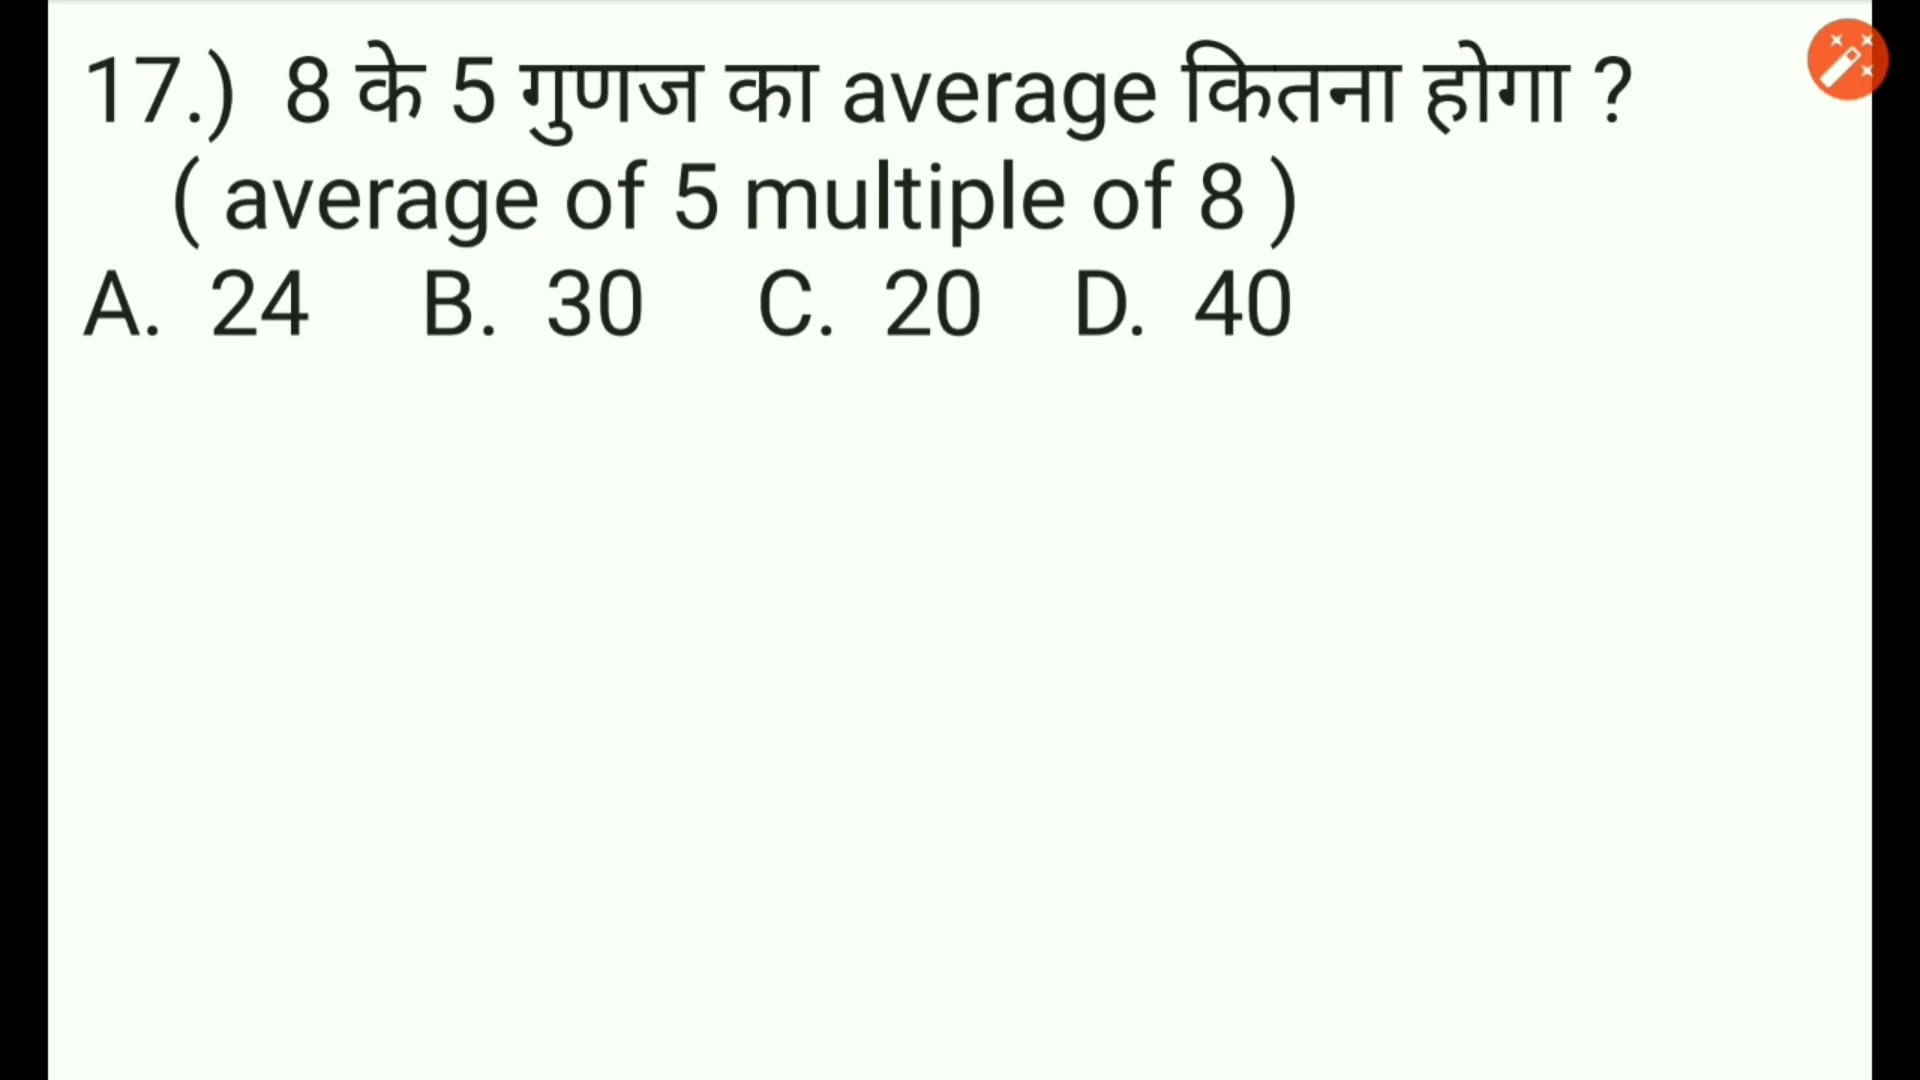 17.) 8 के 5 गुणज का average कितना होगा ?
( average of 5 multiple of 8 )
A. 24 B. 30 C. 20 D. 40